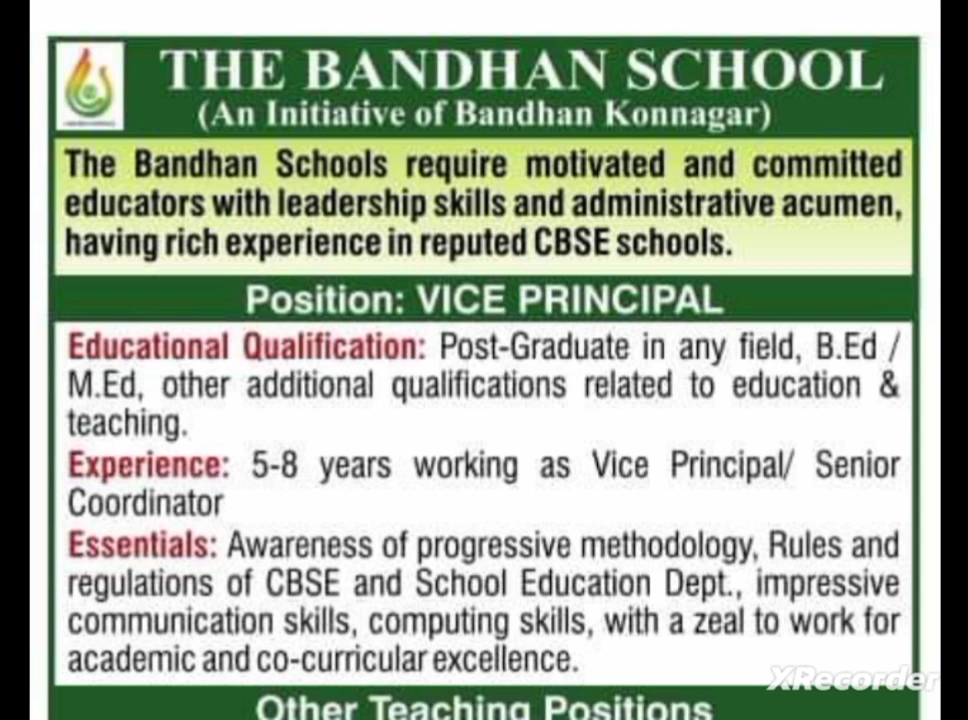 THE BANDHAN SCHOOL
(An Initiative of Bandhan Konnagar)
The Bandhan Schools require motivated and committed
educators with leadership skills and administrative acumen,
having rich experience in reputed CBSE schools.
Position: VICE PRINCIPAL
Educational Qualification: Post-Graduate in any field, B.Ed /
M.Ed, other additional qualifications related to education &
teaching.
Experience: 5-8 years working as Vice Principal/ Senior
Coordinator
Essentials: Awareness of progressive methodology, Rules and
regulations of CBSE and School Education Dept., impressive
communication skills, computing skills, with a zeal to work for
academic and co-curricular excellence.
XRecorder
Other Teaching Positions